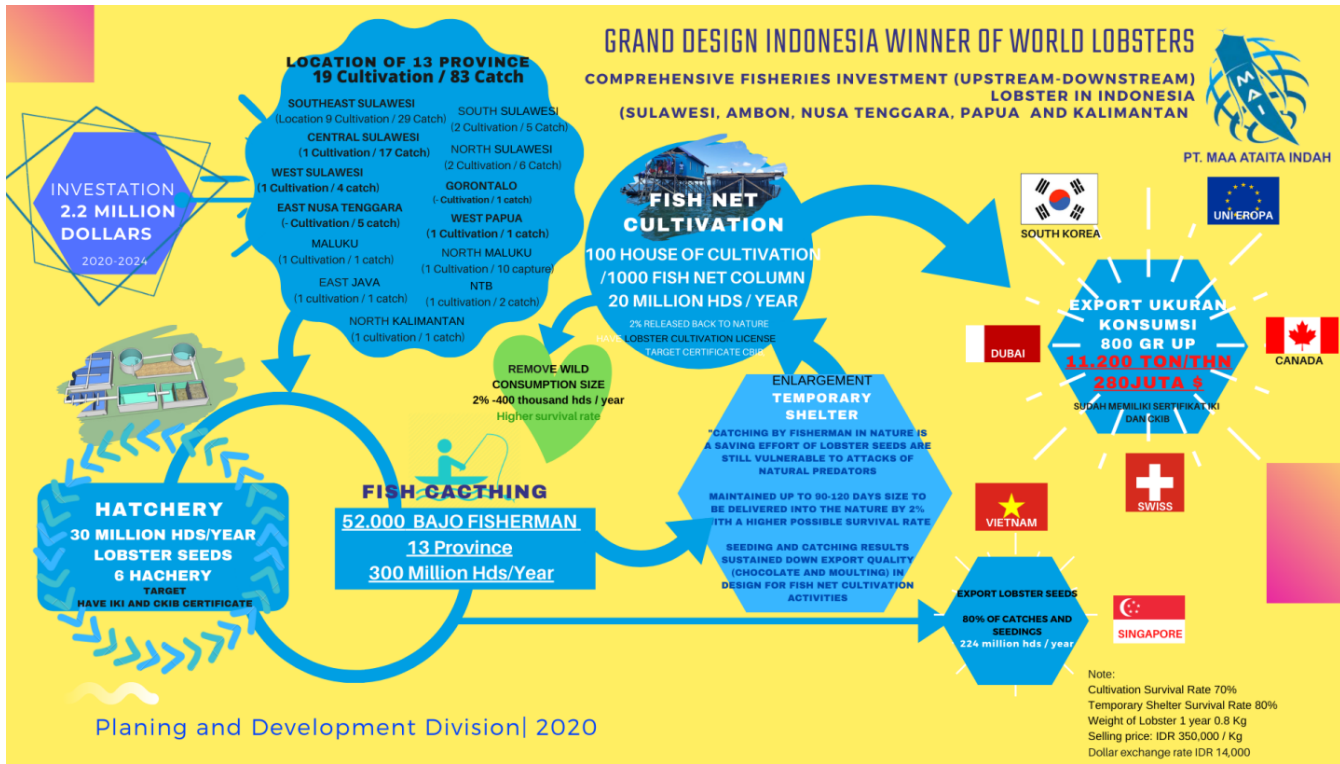 GRAND DESIGN INDONESIA WINNER OF WORLD LOBSTERS
COMPREHENSIVE FISHERIES INVESTMENT (UPSTREAM-DOWNSTREAM)
LOBSTER IN INDONESIA
(SULAWESI, AMBON, NUSA TENGGARA, PAPUA AND KALIMANTAN
MAI
PT. MAA ATAITA INDAH
INVESTATION
2.2 MILLION
DOLLARS
2020-2024
LOCATION OF 13 PROVINCE
19 Cultivation / 83 Catch
SOUTHEAST SULAWESI
(Location 9 Cultivation / 29 Catch)
CENTRAL SULAWESI
(1 Cultivation / 17 Catch)
WEST SULAWESI
(1 Cultivation / 4 catch)
EAST NUSA TENGGARA
(- Cultivation / 5 catch)
MALUKU
(1 Cultivation / 1 catch)
EAST JAVA
(1 cultivation / 1 catch)
SOUTH SULAWESI
(2 Cultivation / 5 Catch)
NORTH SULAWESI
(2 Cultivation / 6 Catch)
GORONTALO
(- Cultivation / 1 catch)
WEST PAPUA
(1 Cultivation / 1 catch)
NORTH MALUKU
(1 Cultivation / 10 capture)
NTB
(1 cultivation / 2 catch)
NORTH KALIMANTAN
(1 cultivation / 1 catch)
FISH NET
CULTIVATION
100 HOUSE OF CULTIVATION
/1000 FISH NET COLUMN
20 MILLION HDS / YEAR
2% RELEASED BACK TO NATURE
HAVE LOBSTER CULTIVATION LICENSE
TARGET CERTIFICATE CBIB
REMOVE WILD
CONSUMPTION SIZE
2% -400 thousand hds / year
Higher survival rate
SOUTH KOREA
UNI EROPA
DUBAI
CANADA
EXPORT UKURAN
KONSUMSI
800 GR UP
11.200 TON/THN
280JUTA $
SUDAH MEMILIKI SERTIFIKAT IKI
DAN CKIB
SWISS
HATCHERY
30 MILLION HDS/YEAR
LOBSTER SEEDS
6 HACHERY
TARGET
HAVE IKI AND CKIB CERTIFICATE
FISH CACTHING
52.000 BAJO FISHERMAN
13 Province
300 Million Hds/Year
ENLARGEMENT
TEMPORARY
SHELTER
"CATCHING BY FISHERMAN IN NATURE IS
A SAVING EFFORT OF LOBSTER SEEDS ARE
STILL VULNERABLE TO ATTACKS OF
NATURAL PREDATORS
MAINTAINED UP TO 90-120 DAYS SIZE TO
BE DELIVERED INTO THE NATURE BY 2%
WITH A HIGHER POSSIBLE SURVIVAL RATE
SEEDING AND CATCHING RESULTS
SUSTAINED DOWN EXPORT QUALITY
(CHOCOLATE AND MOULTING) IN
DESIGN FOR FISH NET CULTIVATION
ACTIVITIES
VIETNAM
EXPORT LOBSTER SEEDS
80% OF CATCHES AND
SEEDINGS
224 million hds / year
SINGAPORE
Note:
Cultivation Survival Rate 70%
Temporary Shelter Survival Rate 80%
Weight of Lobster 1 year 0.8 Kg
Selling price: IDR 350,000 / Kg
Dollar exchange rate IDR 14,000
Planing and Development Division| 2020